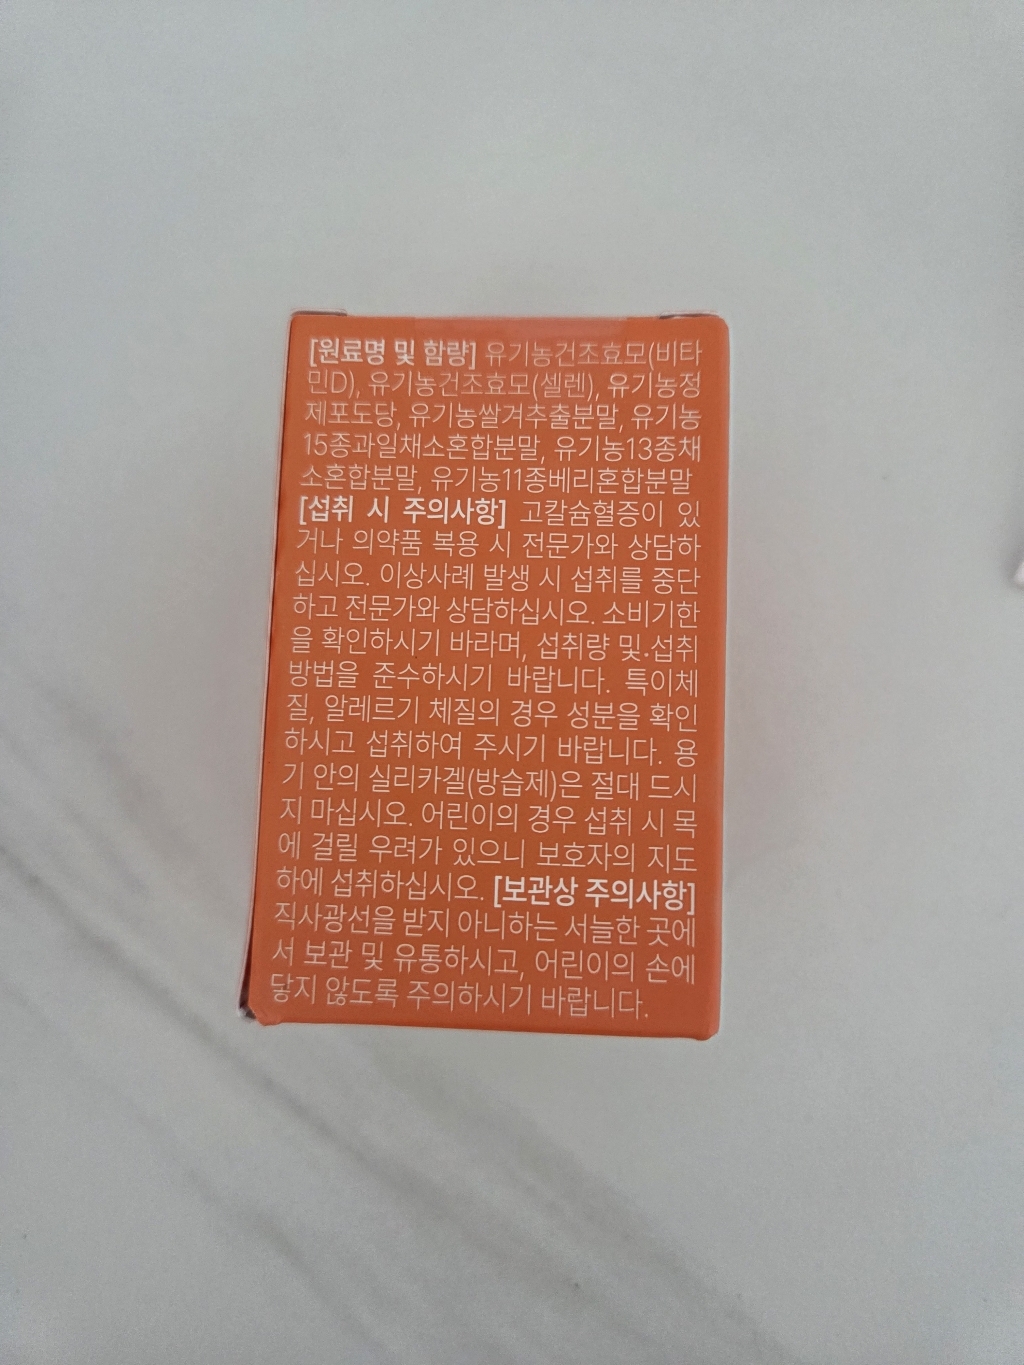 [원료명 및 함량] 유기농건조효모(비타
민D), 유기농건조효모(셀렌), 유기농정
제포도당, 유기농쌀겨추출분말, 유기농
15종과일채소혼합분말, 유기농13종채
소혼합분말, 유기농11종베리혼합분말
[섭취 시 주의사항] 고칼슘혈증이 있
거나 의약품 복용 시 전문가와 상담하
십시오. 이상사례 발생 시 섭취를 중단
하고 전문가와 상담하십시오. 소비기한
을 확인하시기 바라며, 섭취량 및 섭취
방법을 준수하시기 바랍니다. 특이체
질, 알레르기 체질의 경우 성분을 확인
하시고 섭취하여 주시기 바랍니다. 용
기 안의 실리카겔(방습제)은 절대 드시
지 마십시오. 어린이의 경우 섭취 시 목
에 걸릴 우려가 있으니 보호자의 지도
하에 섭취하십시오. [보관상 주의사항]
직사광선을 받지 아니하는 서늘한 곳에
서 보관 및 유통하시고, 어린이의 손에
닿지 않도록 주의하시기 바랍니다.